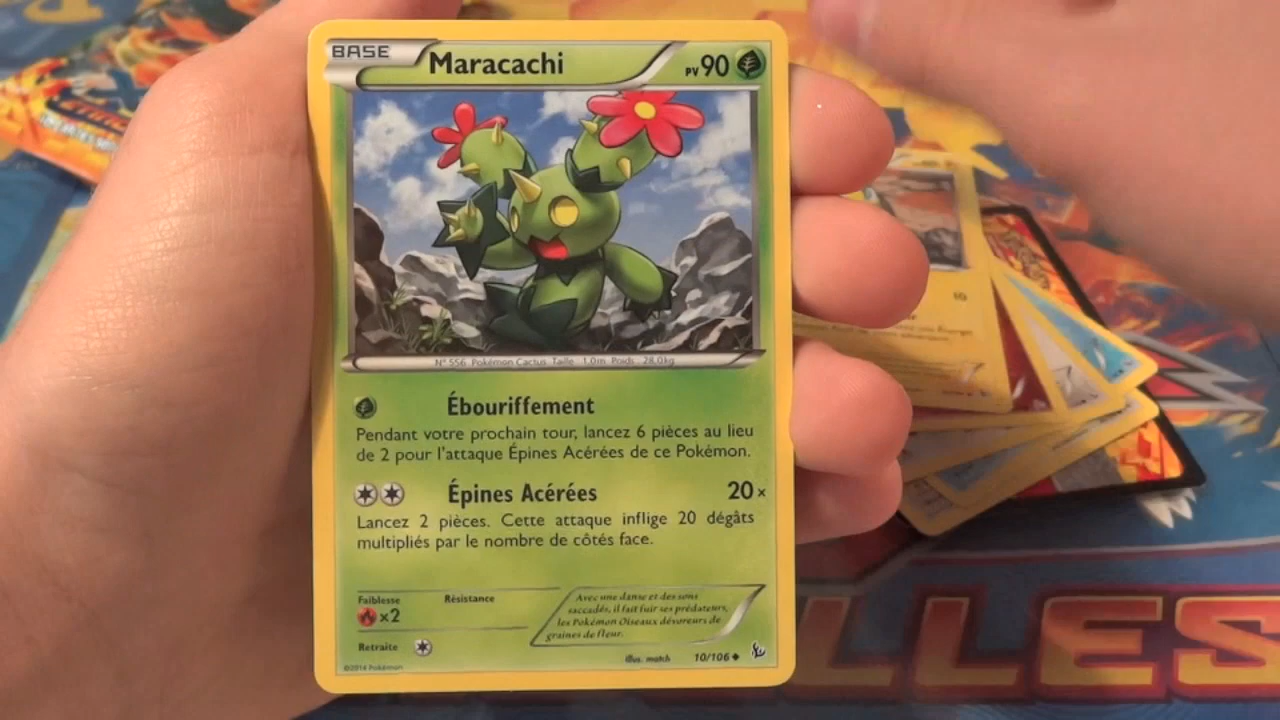 BASE
Maracachi
PV90
N° 556 Pokémon Cactus Taille : 1.0m Poids : 28.0kg
Ébouriffement
Pendant votre prochain tour, lancez 6 pièces au lieu
de 2 pour l'attaque Épines Acérées de ce Pokémon.
Épines Acérées 20×
Lancez 2 pièces. Cette attaque inflige 20 dégâts
multipliés par le nombre de côtés face.
Faiblesse Résistance
×2
Avec une danse et des sons
saccadés, il fait fuir ses prédateurs,
les Pokémon Oiseaux dévoreurs de
graines de fleur.
Retraite
©2014 Pokémon
illus. match 10/106
10
LLES